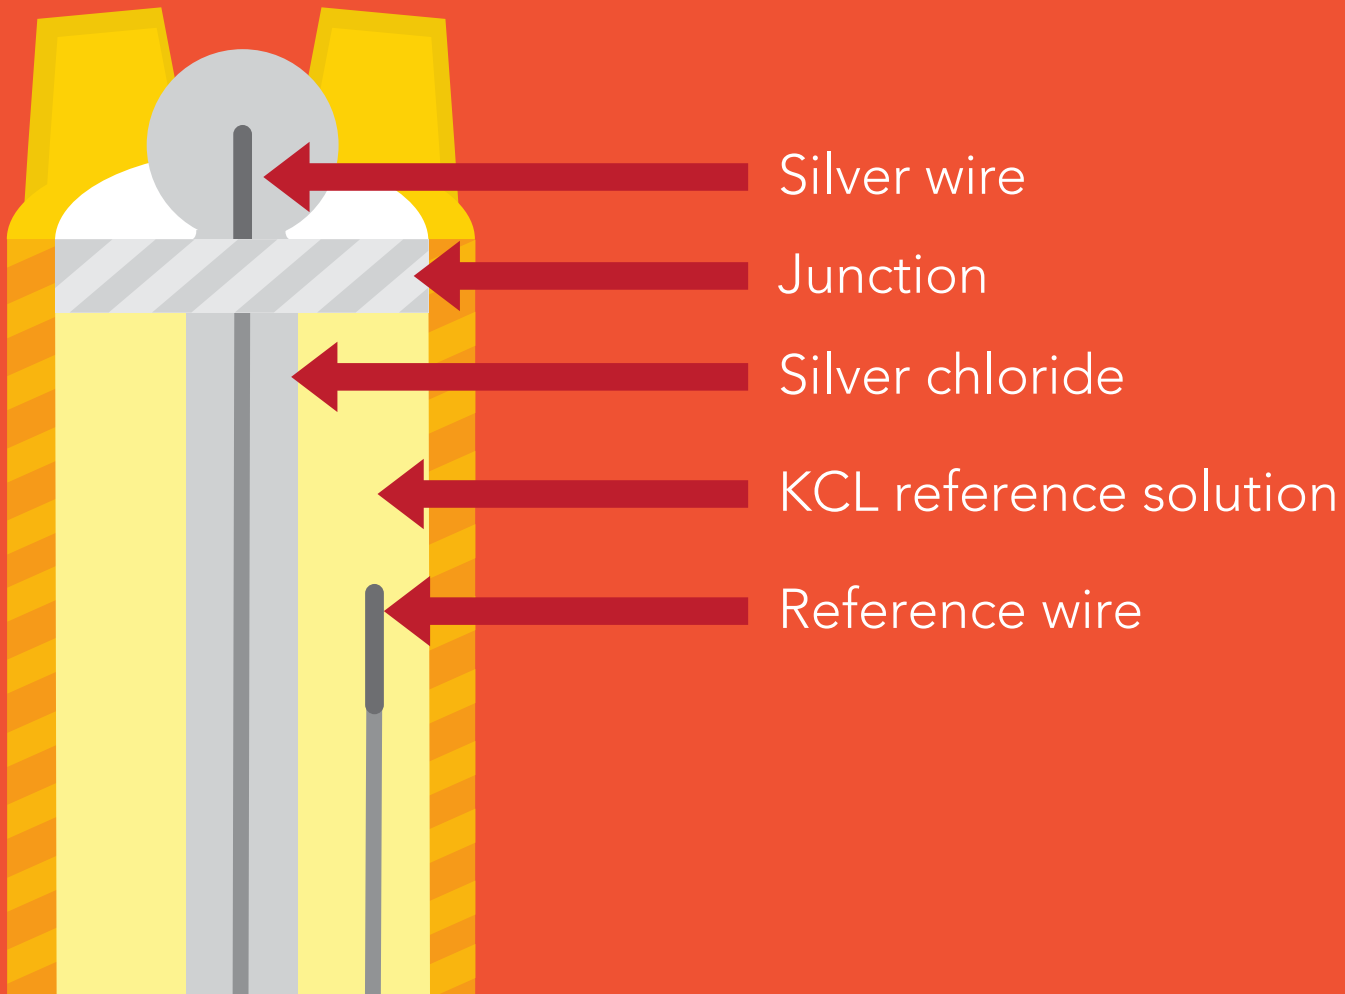 Silver wire
Junction
Silver chloride
KCL reference solution
Reference wire